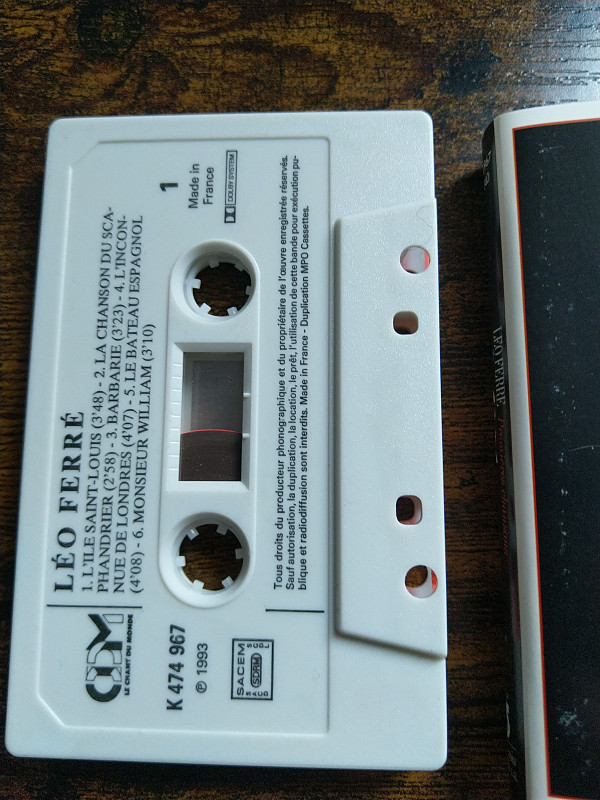 LÉO FERRÉ
1. L'ILE SAINT-LOUIS (3'48) - 2. LA CHANSON DU SCA-
PHANDRIER (2'58) - 3. BARBARIE (3'23) - 4. L'INCON-
NUE DE LONDRES (4'07) - 5. LE BATEAU ESPAGNOL
(4'08) - 6. MONSIEUR WILLIAM (3'10)
CDM
LE CHANT DU MONDE
K 474 967
℗ 1993
SACEM
SDRM
SACD
SGDL
1
Made in
France
DOLBY SYSTEM
Tous droits du producteur phonographique et du propriétaire de l'œuvre enregistrée réservés.
Sauf autorisation, la duplication, la location, le prêt, l'utilisation de cette bande pour exécution pu-
blique et radiodiffusion sont interdits. Made in France - Duplication MPO Cassettes.
LÉO FERRÉ